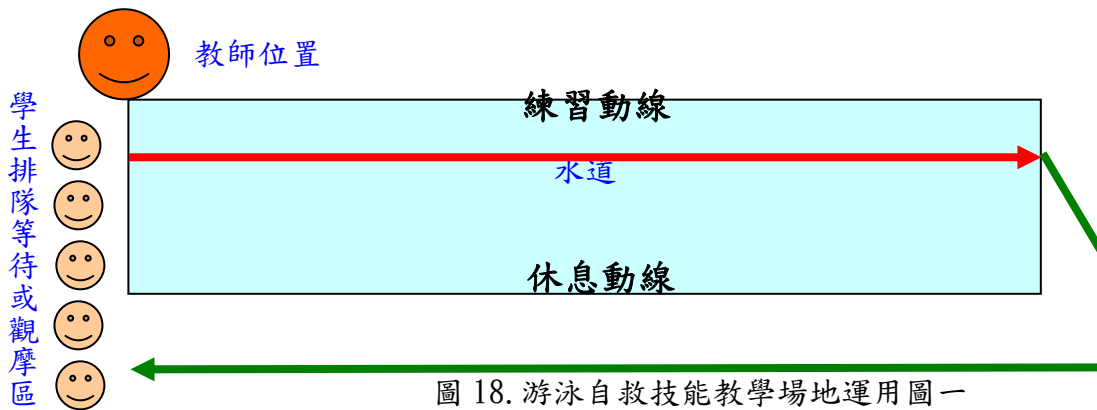 教師位置
學生排隊等待或觀摩區
練習動線
水道
休息動線
圖 18.游泳自救技能教學場地運用圖一